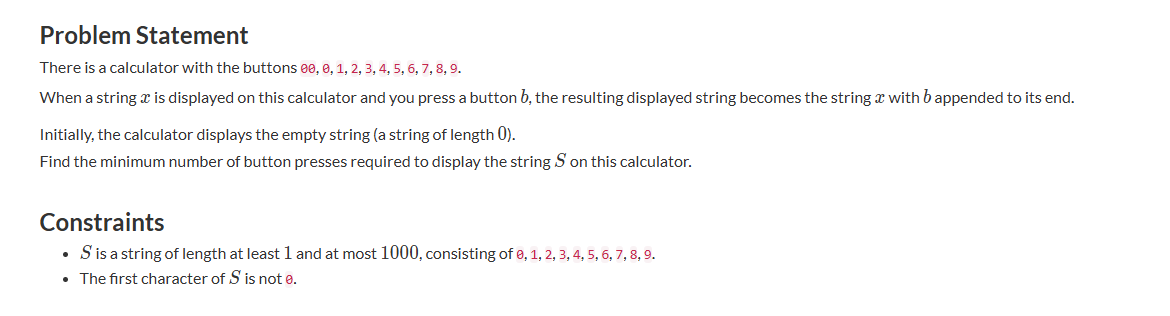 Problem Statement
There is a calculator with the buttons 00, 0, 1, 2, 3, 4, 5, 6, 7, 8, 9.
When a string x is displayed on this calculator and you press a button b, the resulting displayed string becomes the string x with b appended to its end.
Initially, the calculator displays the empty string (a string of length 0).
Find the minimum number of button presses required to display the string S on this calculator.
Constraints
• S is a string of length at least 1 and at most 1000, consisting of 0, 1, 2, 3, 4, 5, 6, 7, 8, 9.
• The first character of S is not 0.